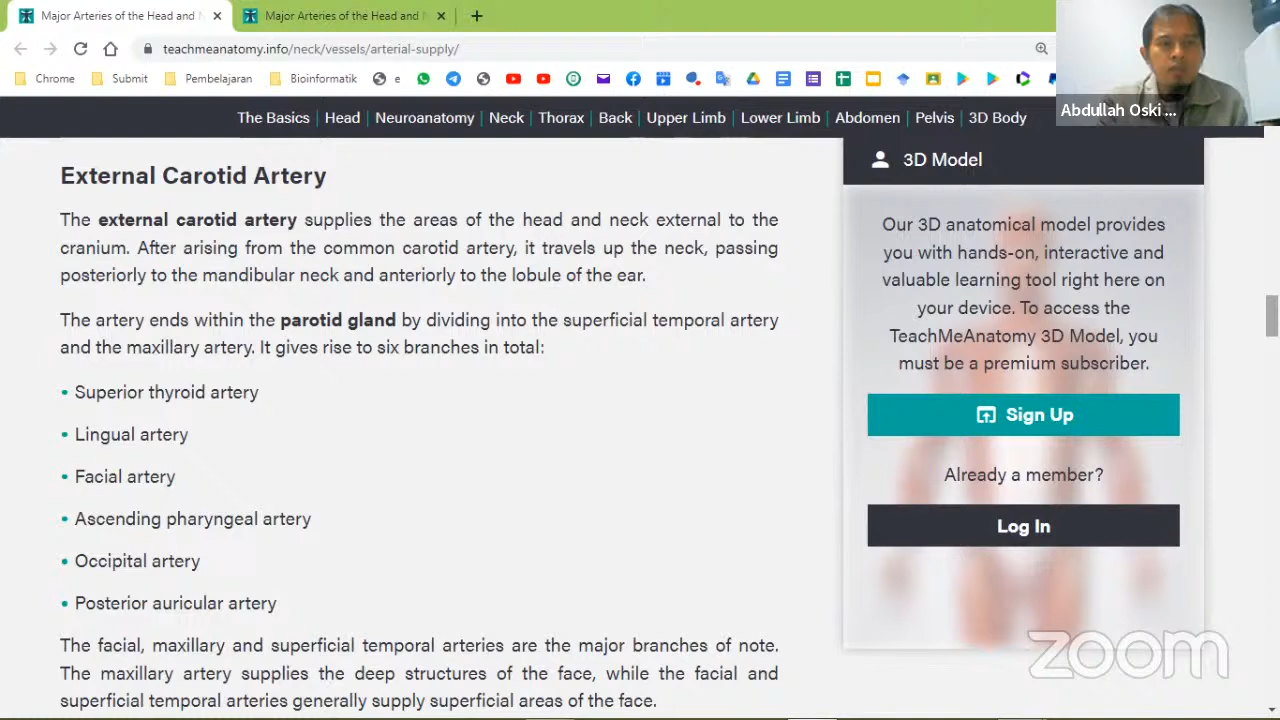 Major Arteries of the Head and
Major Arteries of the Head and
teachmeanatomy.info/neck/vessels/arterial-supply/
Chrome
Submit
Pembelajaran
Bioinformatik
e
Abdullah Oski ...
The Basics | Head | Neuroanatomy | Neck | Thorax | Back | Upper Limb | Lower Limb | Abdomen | Pelvis | 3D Body
External Carotid Artery
The external carotid artery supplies the areas of the head and neck external to the
cranium. After arising from the common carotid artery, it travels up the neck, passing
posteriorly to the mandibular neck and anteriorly to the lobule of the ear.
The artery ends within the parotid gland by dividing into the superficial temporal artery
and the maxillary artery. It gives rise to six branches in total:
• Superior thyroid artery
• Lingual artery
• Facial artery
• Ascending pharyngeal artery
• Occipital artery
• Posterior auricular artery
The facial, maxillary and superficial temporal arteries are the major branches of note.
The maxillary artery supplies the deep structures of the face, while the facial and
superficial temporal arteries generally supply superficial areas of the face.
3D Model
Our 3D anatomical model provides
you with hands-on, interactive and
valuable learning tool right here on
your device. To access the
TeachMeAnatomy 3D Model, you
must be a premium subscriber.
Sign Up
Already a member?
Log In
zoom